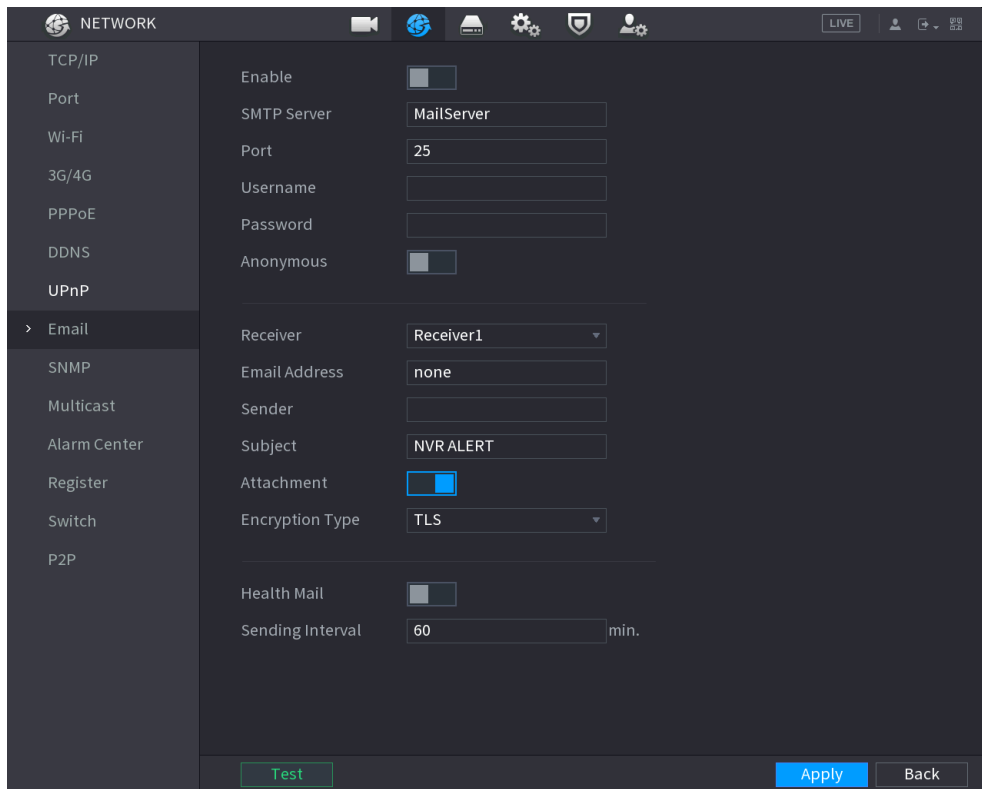 NETWORK
LIVE
TCP/IP
Port
Wi-Fi
3G/4G
PPPoE
DDNS
UPnP
Email
SNMP
Multicast
Alarm Center
Register
Switch
P2P
Enable
SMTP Server MailServer
Port 25
Username
Password
Anonymous
Receiver Receiver1
Email Address none
Sender
Subject NVR ALERT
Attachment
Encryption Type TLS
Health Mail
Sending Interval 60 min.
Test Apply Back